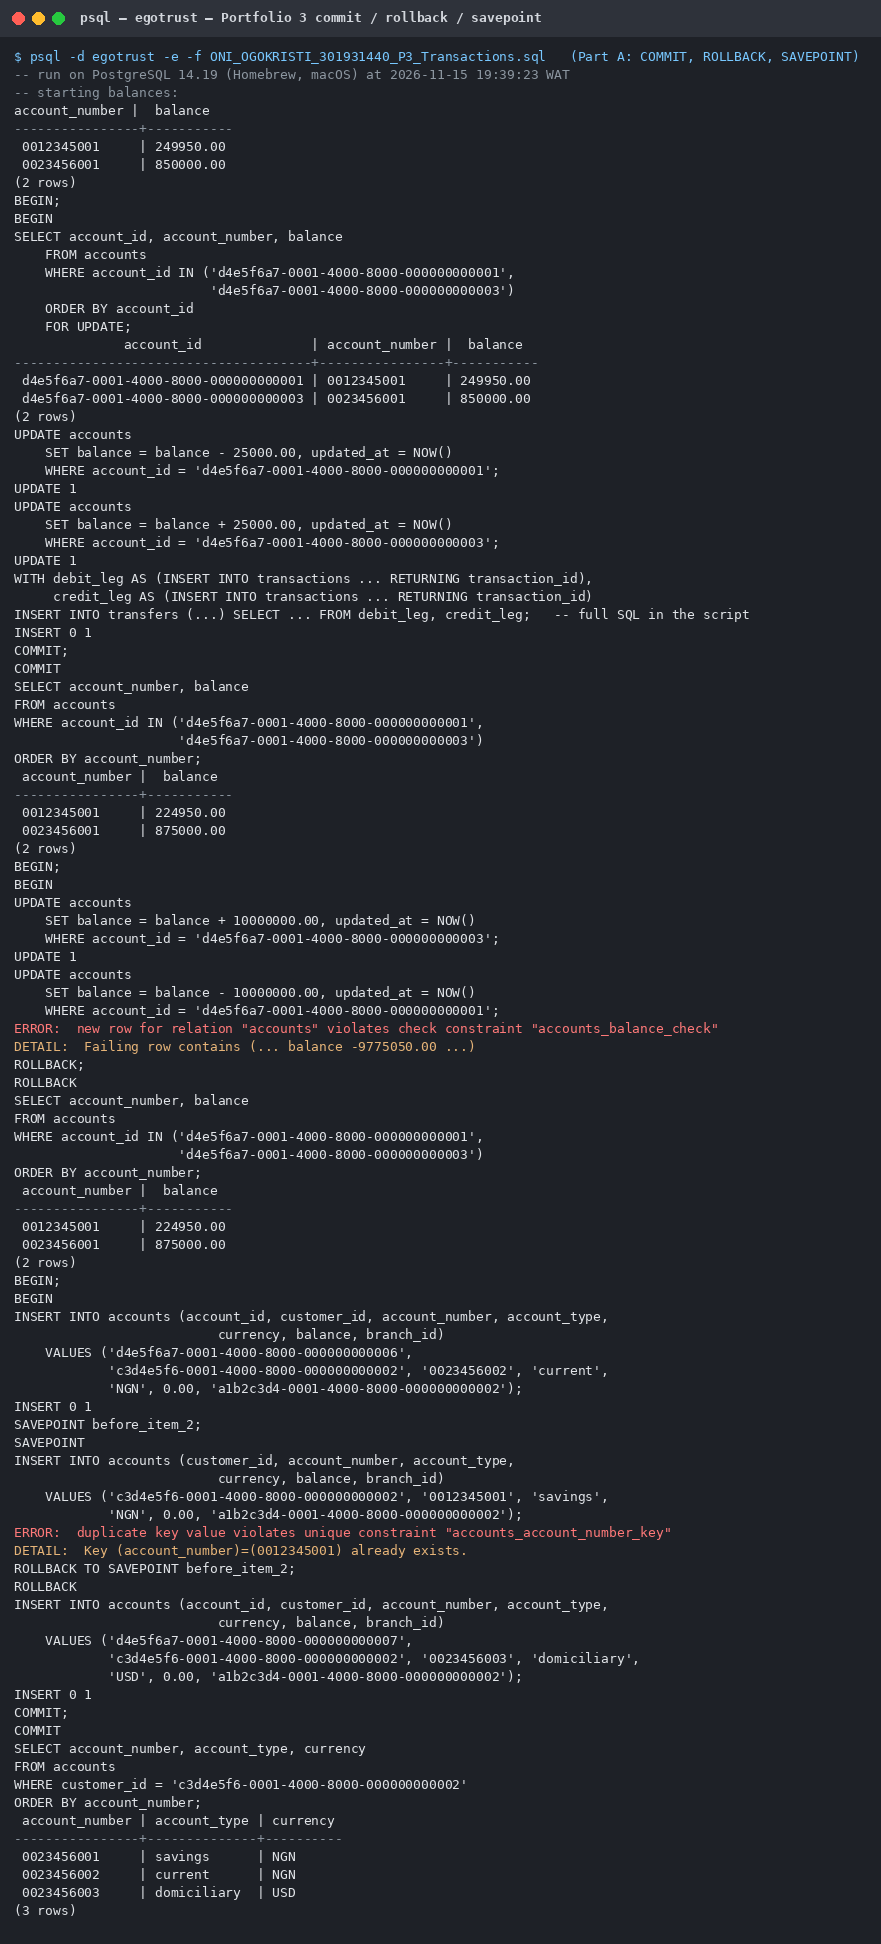 psql — egotrust — Portfolio 3 commit / rollback / savepoint
$ psql -d egotrust -e -f ONI_OGOKRISTI_301931440_P3_Transactions.sql   (Part A: COMMIT, ROLLBACK, SAVEPOINT)
-- run on PostgreSQL 14.19 (Homebrew, macOS) at 2026-11-15 19:39:23 WAT
-- starting balances:
account_number |  balance
----------------+-----------
 0012345001     | 249950.00
 0023456001     | 850000.00
(2 rows)
BEGIN;
BEGIN
SELECT account_id, account_number, balance
    FROM accounts
    WHERE account_id IN ('d4e5f6a7-0001-4000-8000-000000000001',
                         'd4e5f6a7-0001-4000-8000-000000000003')
    ORDER BY account_id
    FOR UPDATE;
              account_id              | account_number |  balance
--------------------------------------+----------------+-----------
 d4e5f6a7-0001-4000-8000-000000000001 | 0012345001     | 249950.00
 d4e5f6a7-0001-4000-8000-000000000003 | 0023456001     | 850000.00
(2 rows)
UPDATE accounts
    SET balance = balance - 25000.00, updated_at = NOW()
    WHERE account_id = 'd4e5f6a7-0001-4000-8000-000000000001';
UPDATE 1
UPDATE accounts
    SET balance = balance + 25000.00, updated_at = NOW()
    WHERE account_id = 'd4e5f6a7-0001-4000-8000-000000000003';
UPDATE 1
WITH debit_leg AS (INSERT INTO transactions ... RETURNING transaction_id),
     credit_leg AS (INSERT INTO transactions ... RETURNING transaction_id)
INSERT INTO transfers (...) SELECT ... FROM debit_leg, credit_leg;   -- full SQL in the script
INSERT 0 1
COMMIT;
COMMIT
SELECT account_number, balance
FROM accounts
WHERE account_id IN ('d4e5f6a7-0001-4000-8000-000000000001',
                     'd4e5f6a7-0001-4000-8000-000000000003')
ORDER BY account_number;
 account_number |  balance
----------------+-----------
 0012345001     | 224950.00
 0023456001     | 875000.00
(2 rows)
BEGIN;
BEGIN
UPDATE accounts
    SET balance = balance + 10000000.00, updated_at = NOW()
    WHERE account_id = 'd4e5f6a7-0001-4000-8000-000000000003';
UPDATE 1
UPDATE accounts
    SET balance = balance - 10000000.00, updated_at = NOW()
    WHERE account_id = 'd4e5f6a7-0001-4000-8000-000000000001';
ERROR:  new row for relation "accounts" violates check constraint "accounts_balance_check"
DETAIL:  Failing row contains (... balance -9775050.00 ...)
ROLLBACK;
ROLLBACK
SELECT account_number, balance
FROM accounts
WHERE account_id IN ('d4e5f6a7-0001-4000-8000-000000000001',
                     'd4e5f6a7-0001-4000-8000-000000000003')
ORDER BY account_number;
 account_number |  balance
----------------+-----------
 0012345001     | 224950.00
 0023456001     | 875000.00
(2 rows)
BEGIN;
BEGIN
INSERT INTO accounts (account_id, customer_id, account_number, account_type,
                          currency, balance, branch_id)
    VALUES ('d4e5f6a7-0001-4000-8000-000000000006',
            'c3d4e5f6-0001-4000-8000-000000000002', '0023456002', 'current',
            'NGN', 0.00, 'a1b2c3d4-0001-4000-8000-000000000002');
INSERT 0 1
SAVEPOINT before_item_2;
SAVEPOINT
INSERT INTO accounts (customer_id, account_number, account_type,
                          currency, balance, branch_id)
    VALUES ('c3d4e5f6-0001-4000-8000-000000000002', '0012345001', 'savings',
            'NGN', 0.00, 'a1b2c3d4-0001-4000-8000-000000000002');
ERROR:  duplicate key value violates unique constraint "accounts_account_number_key"
DETAIL:  Key (account_number)=(0012345001) already exists.
ROLLBACK TO SAVEPOINT before_item_2;
ROLLBACK
INSERT INTO accounts (account_id, customer_id, account_number, account_type,
                          currency, balance, branch_id)
    VALUES ('d4e5f6a7-0001-4000-8000-000000000007',
            'c3d4e5f6-0001-4000-8000-000000000002', '0023456003', 'domiciliary',
            'USD', 0.00, 'a1b2c3d4-0001-4000-8000-000000000002');
INSERT 0 1
COMMIT;
COMMIT
SELECT account_number, account_type, currency
FROM accounts
WHERE customer_id = 'c3d4e5f6-0001-4000-8000-000000000002'
ORDER BY account_number;
 account_number | account_type | currency
----------------+--------------+----------
 0023456001     | savings      | NGN
 0023456002     | current      | NGN
 0023456003     | domiciliary  | USD
(3 rows)